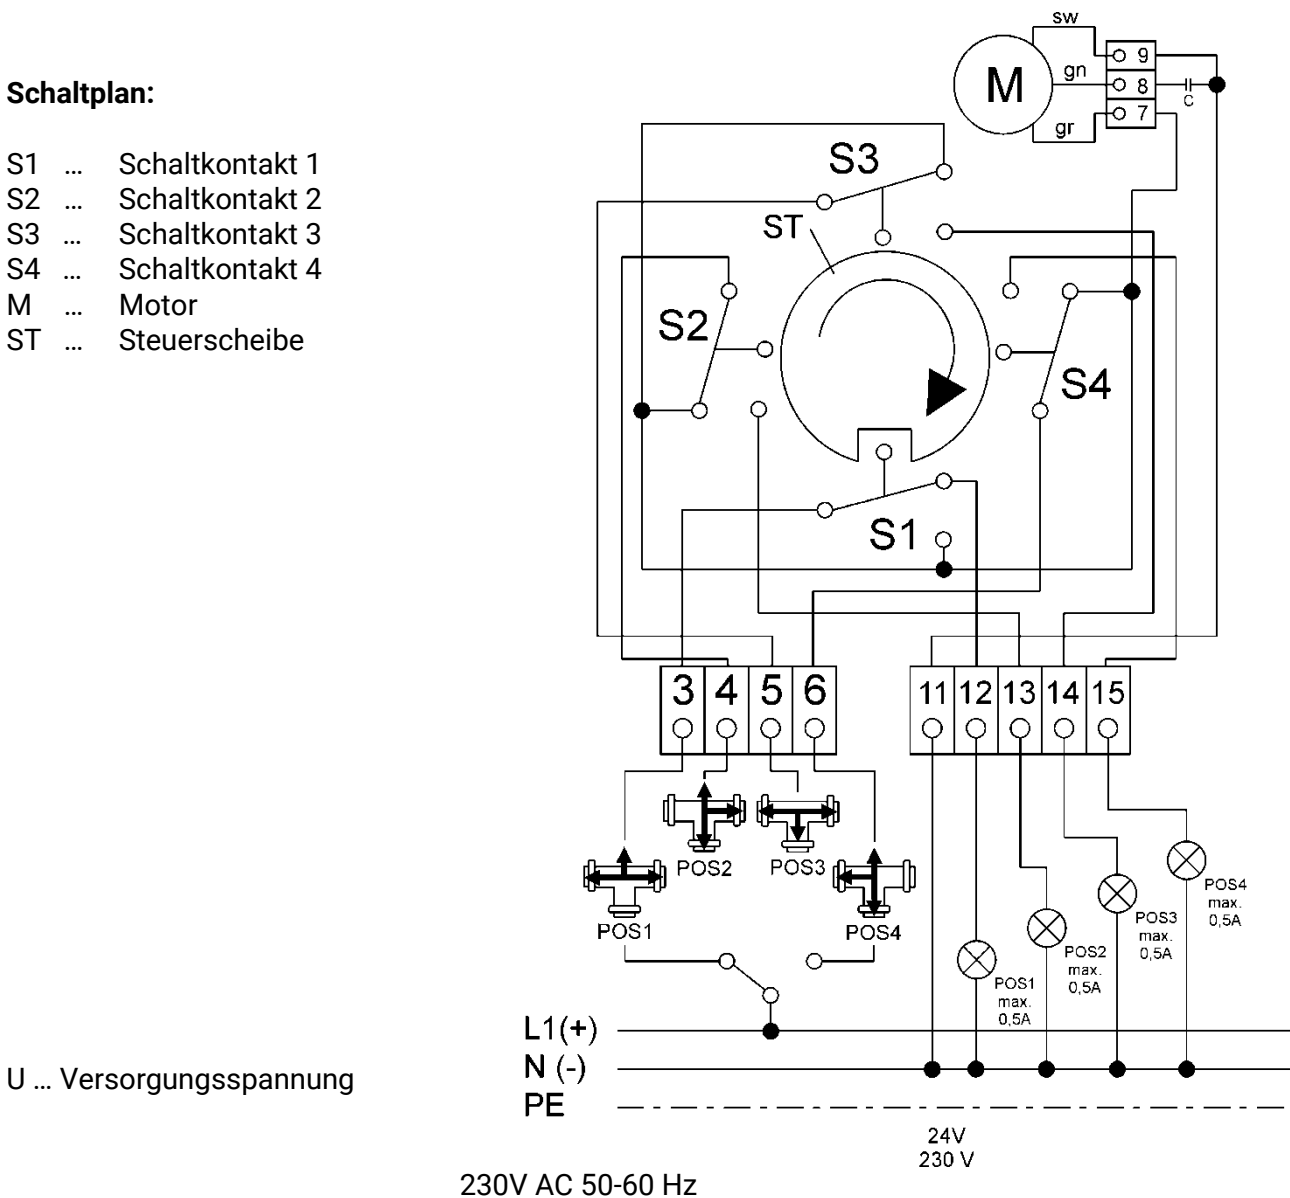 Schaltplan:
S1 ... Schaltkontakt 1
S2 ... Schaltkontakt 2
S3 ... Schaltkontakt 3
S4 ... Schaltkontakt 4
M ... Motor
ST ... Steuerscheibe
sw
M
gn
gr
9
8
C
7
S3
ST
S2
S4
S1
3 4 5 6
11 12 13 14 15
POS2
POS3
POS1
POS4
POS4
max.
0,5A
POS3
max.
0,5A
POS2
max.
0,5A
POS1
max.
0,5A
L1(+)
N (-)
PE
U ... Versorgungsspannung
24V
230 V
230V AC 50-60 Hz